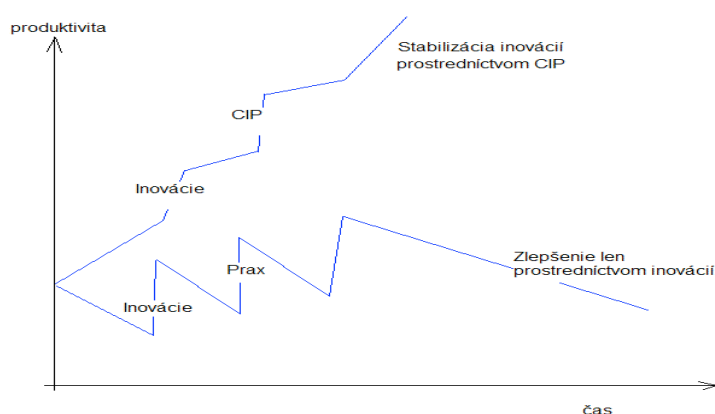 produktivita
Stabilizácia inovácií
prostredníctvom CIP
CIP
Inovácie
Prax
Inovácie
Zlepšenie len
prostredníctvom inovácií
čas